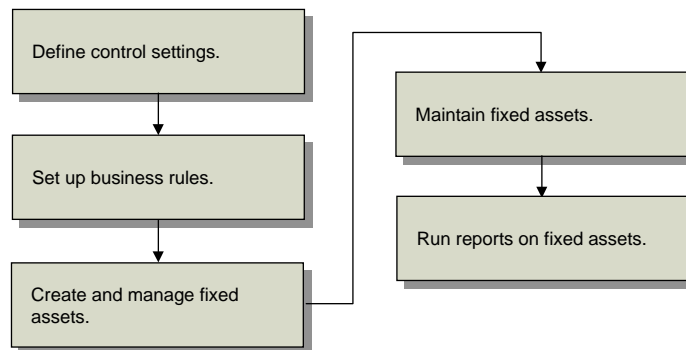 Define control settings.
Set up business rules.
Create and manage fixed
assets.
Maintain fixed assets.
Run reports on fixed assets.